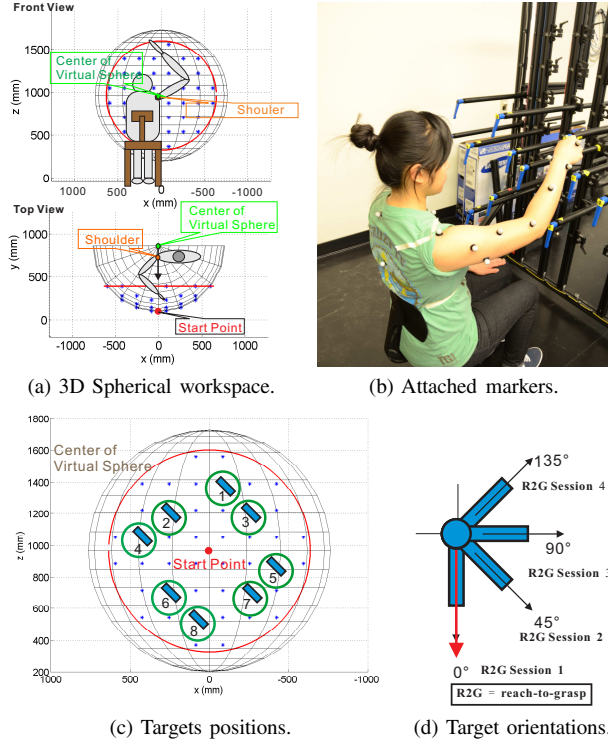 Front View
1500
1000
500
0
z (mm)
Center of
Virtual Sphere
Shouler
1000 500 0 -500 -1000
x (mm)
Top View
Center of
Virtual Sphere
Shoulder
1000
800
400
0
y (mm)
Start Point
-1000 -500 0 500 1000
x (mm)
(a) 3D Spherical workspace.
(b) Attached markers.
1800
1600
1400
1200
1000
800
600
400
200
z (mm)
Center of
Virtual Sphere
1
2
3
4
Start Point
5
6
7
8
1000 500 0 -500 -1000
x (mm)
(c) Targets positions.
135°
R2G Session 4
90°
R2G Session 3
45°
R2G Session 2
0°
R2G Session 1
R2G = reach-to-grasp
(d) Target orientations.